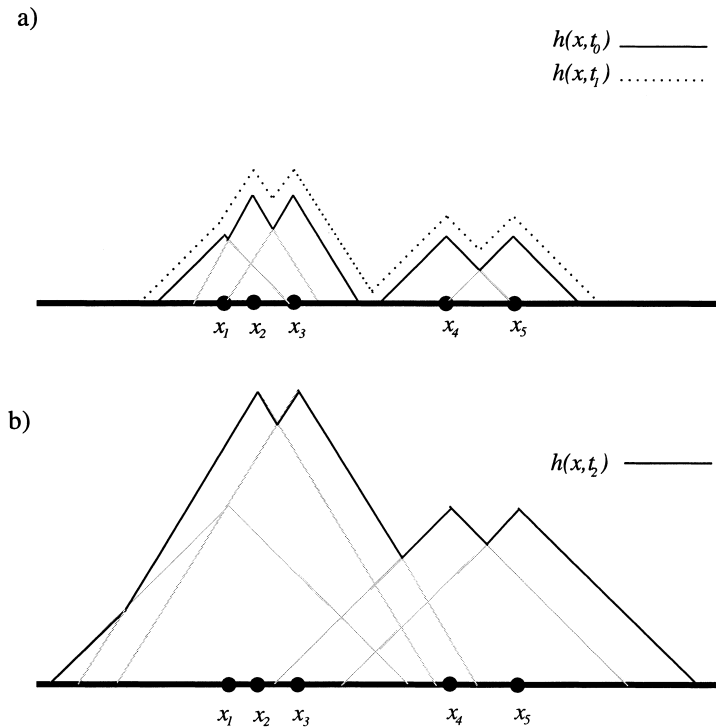 a)
h(x,t₀)
h(x,t₁)
x₁ x₂ x₃ x₄ x₅
b)
h(x,t₂)
x₁ x₂ x₃ x₄ x₅